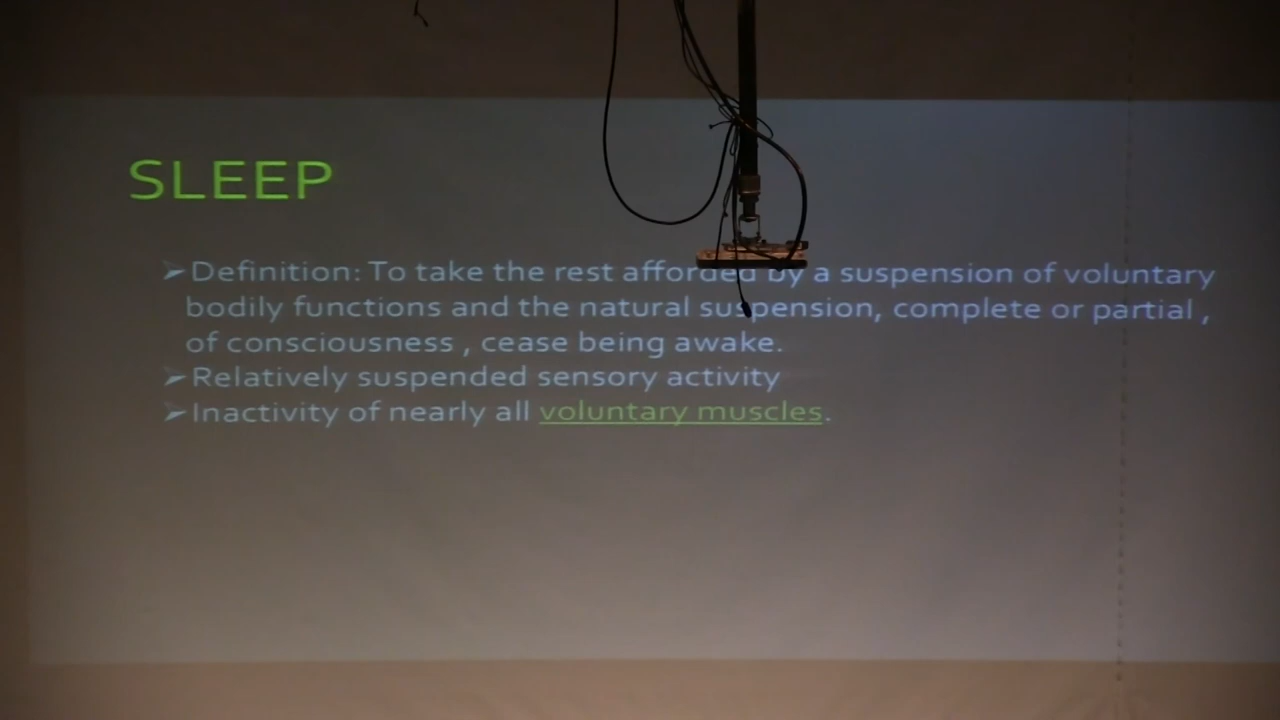 SLEEP
➢Definition: To take the rest afforded by a suspension of voluntary
bodily functions and the natural suspension, complete or partial ,
of consciousness , cease being awake.
➢Relatively suspended sensory activity
➢Inactivity of nearly all voluntary muscles.